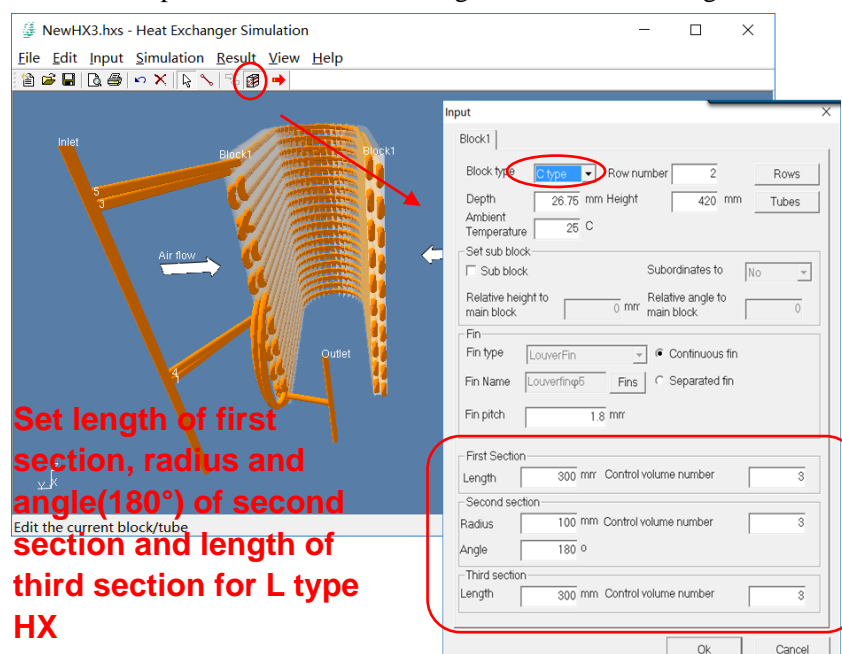 NewHX3.hxs - Heat Exchanger Simulation
File Edit Input Simulation Result View Help
Inlet
Block1
Block1
5
3
Air flow
4
1
Outlet
Y
X
Edit the current block/tube
Set length of first
section, radius and
angle(180°) of second
section and length of
third section for L type
HX
Input
Block1
Block type C type Row number 2 Rows
Depth 26.75 mm Height 420 mm Tubes
Ambient
Temperature 25 C
Set sub block
Sub block Subordinates to No
Relative height to
main block 0 mm Relative angle to
main block 0
Fin
Fin type LouverFin Continuous fin
Fin Name Louverfinφ5 Fins Separated fin
Fin pitch 1.8 mm
First Section
Length 300 mm Control volume number 3
Second section
Radius 100 mm Control volume number 3
Angle 180 o
Third section
Length 300 mm Control volume number 3
Ok Cancel